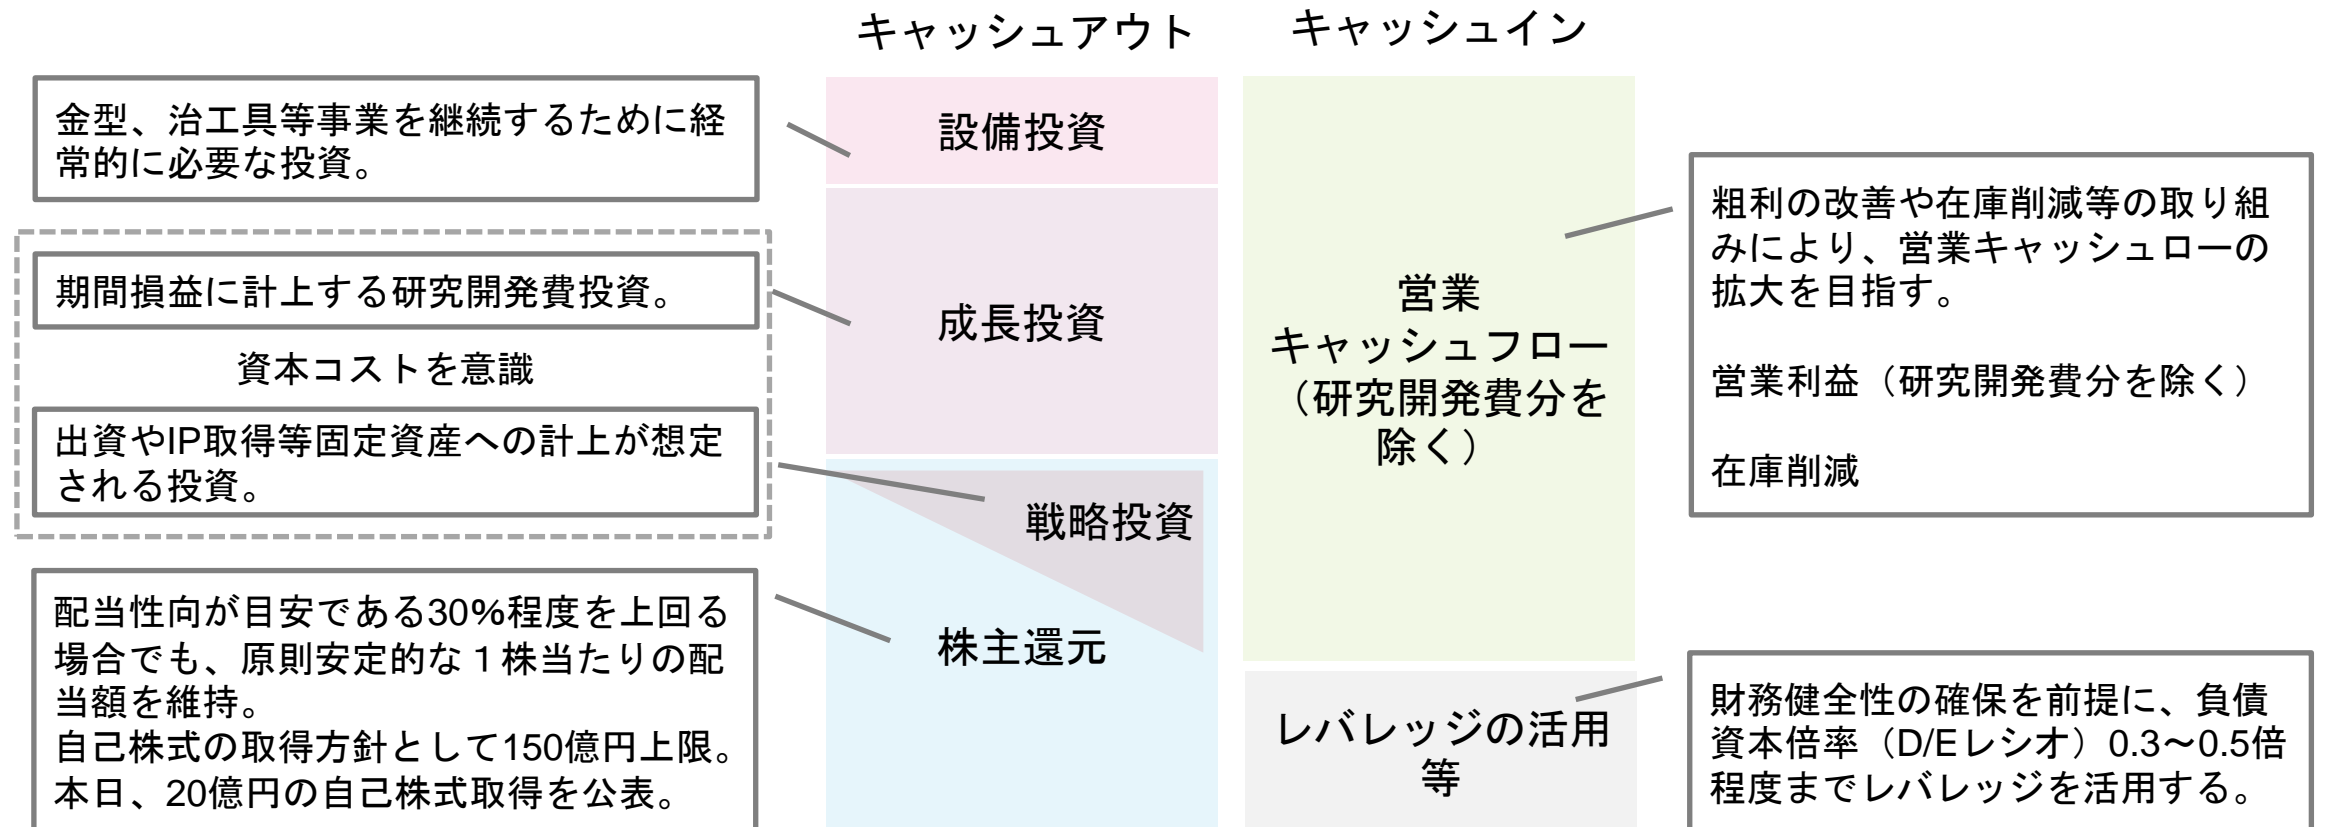 キャッシュアウト
キャッシュイン
金型、治工具等事業を継続するために経
常的に必要な投資。
期間損益に計上する研究開発費投資。
資本コストを意識
出資やIP取得等固定資産への計上が想定
される投資。
配当性向が目安である30%程度を上回る
場合でも、原則安定的な１株当たりの配
当額を維持。
自己株式の取得方針として150億円上限。
本日、20億円の自己株式取得を公表。
設備投資
成長投資
戦略投資
株主還元
営業
キャッシュフロー
（研究開発費分を
除く）
レバレッジの活用
等
粗利の改善や在庫削減等の取り組
みにより、営業キャッシュローの
拡大を目指す。
営業利益（研究開発費分を除く）
在庫削減
財務健全性の確保を前提に、負債
資本倍率（D/Eレシオ）0.3～0.5倍
程度までレバレッジを活用する。